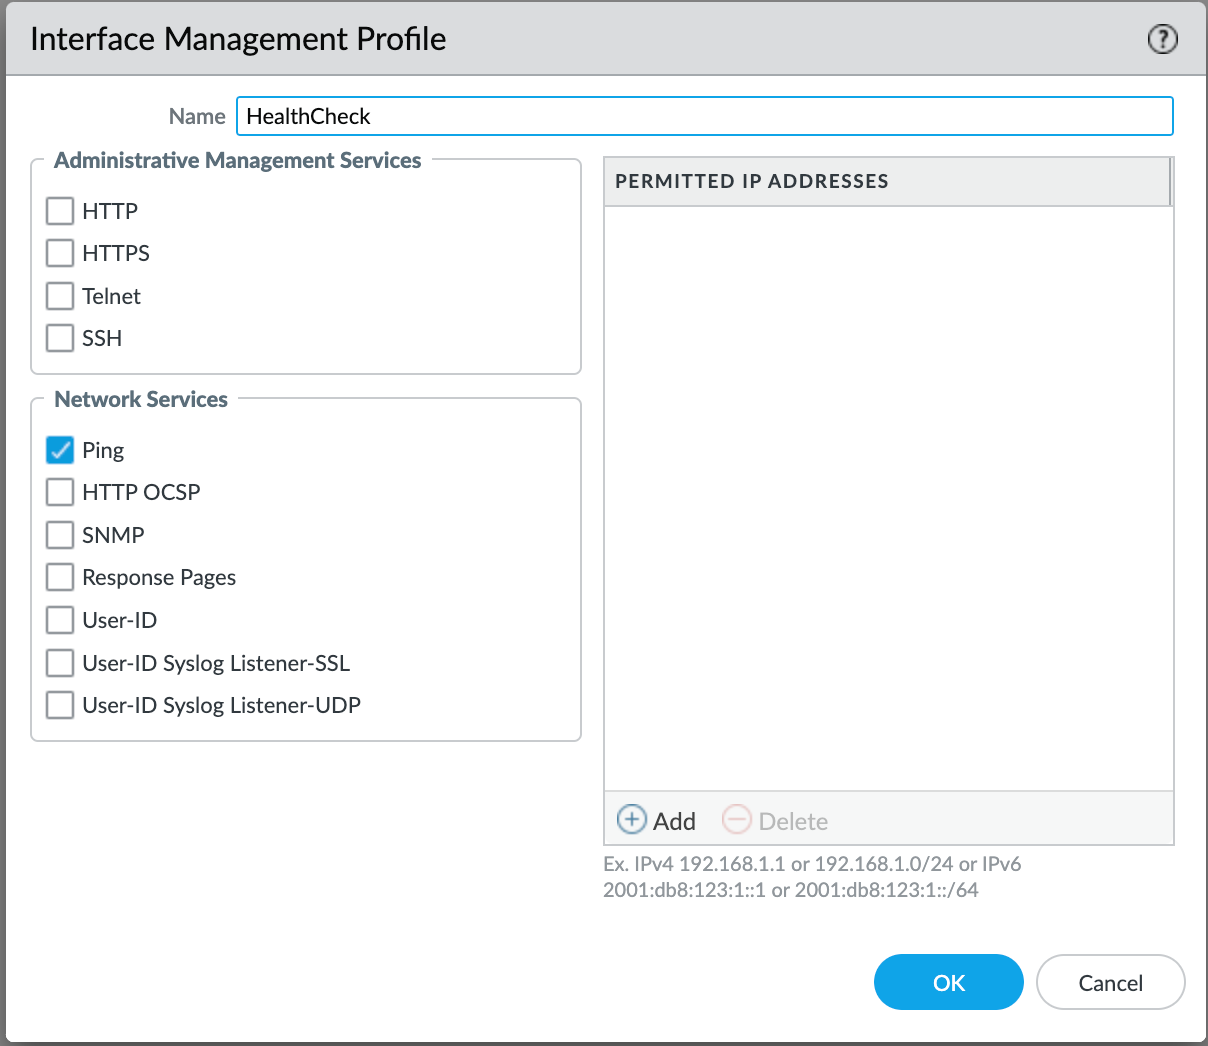 Interface Management Profile
?
Name HealthCheck
Administrative Management Services
HTTP
HTTPS
Telnet
SSH
Network Services
Ping
HTTP OCSP
SNMP
Response Pages
User-ID
User-ID Syslog Listener-SSL
User-ID Syslog Listener-UDP
PERMITTED IP ADDRESSES
Add Delete
Ex. IPv4 192.168.1.1 or 192.168.1.0/24 or IPv6
2001:db8:123:1::1 or 2001:db8:123:1::/64
OK Cancel